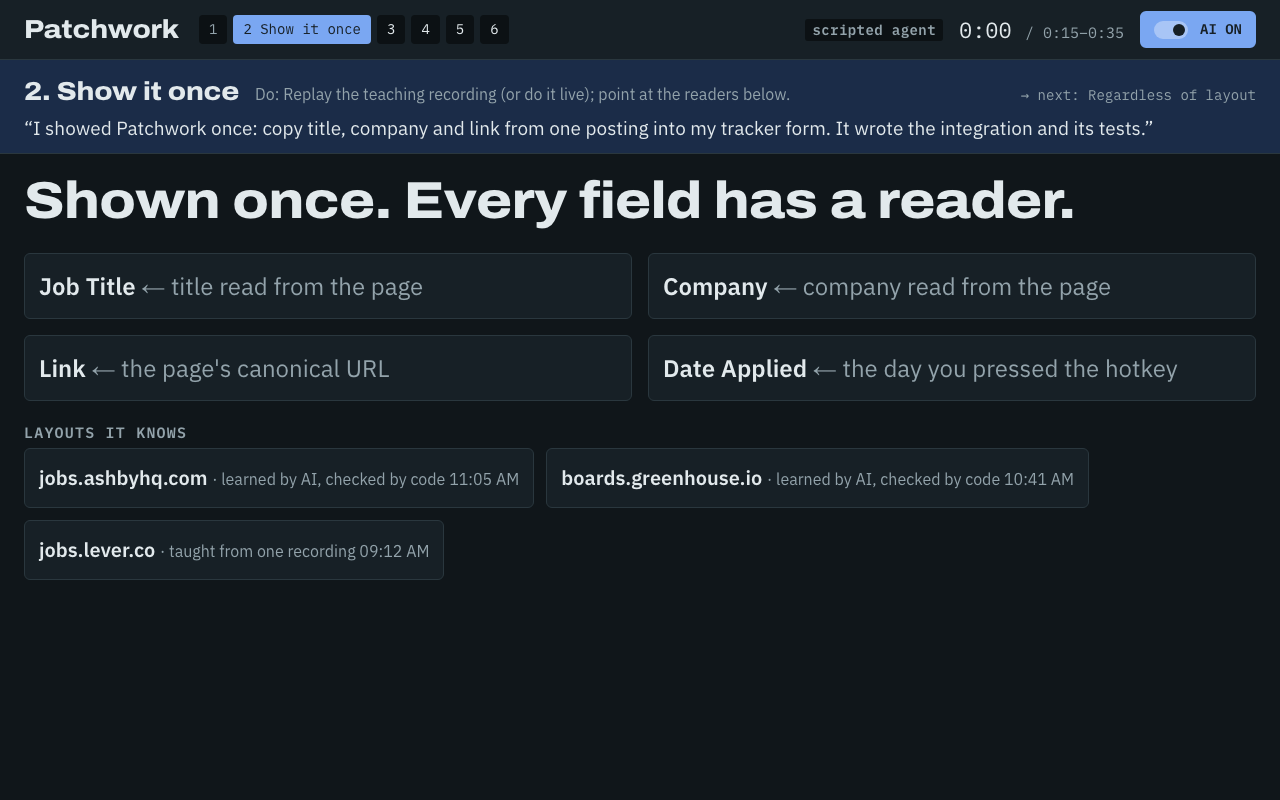 Patchwork 1 2 Show it once 3 4 5 6 scripted agent 0:00 / 0:15–0:35 AI ON
2. Show it once Do: Replay the teaching recording (or do it live); point at the readers below. → next: Regardless of layout
“I showed Patchwork once: copy title, company and link from one posting into my tracker form. It wrote the integration and its tests.”
Shown once. Every field has a reader.
Job Title ← title read from the page
Company ← company read from the page
Link ← the page's canonical URL
Date Applied ← the day you pressed the hotkey
LAYOUTS IT KNOWS
jobs.ashbyhq.com · learned by AI, checked by code 11:05 AM
boards.greenhouse.io · learned by AI, checked by code 10:41 AM
jobs.lever.co · taught from one recording 09:12 AM